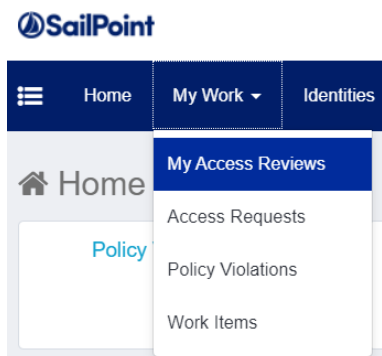 SailPoint
Home My Work Identities
Home
My Access Reviews
Access Requests
Policy
Policy Violations
Work Items